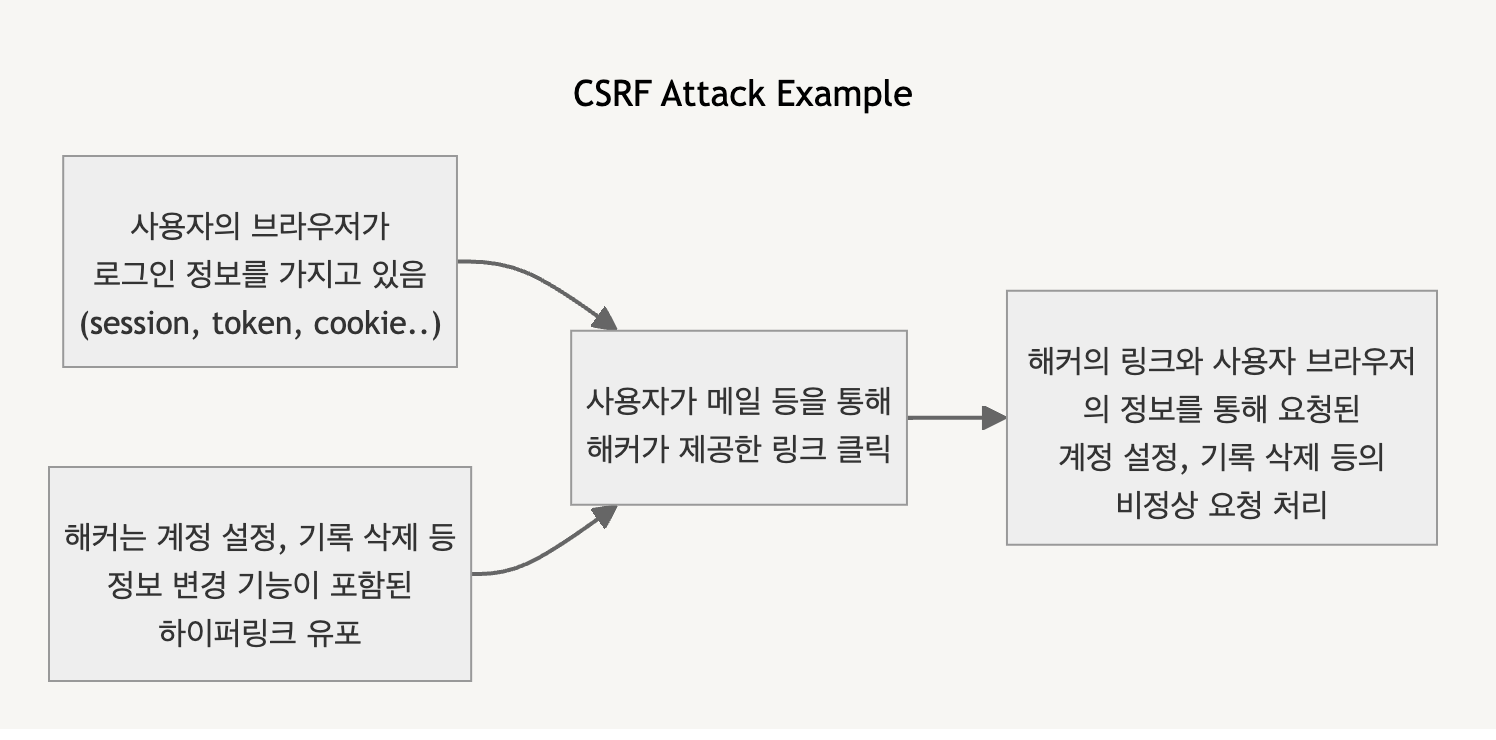 CSRF Attack Example
사용자의 브라우저가
로그인 정보를 가지고 있음
(session, token, cookie..)
해커는 계정 설정, 기록 삭제 등
정보 변경 기능이 포함된
하이퍼링크 유포
사용자가 메일 등을 통해
해커가 제공한 링크 클릭
해커의 링크와 사용자 브라우저
의 정보를 통해 요청된
계정 설정, 기록 삭제 등의
비정상 요청 처리